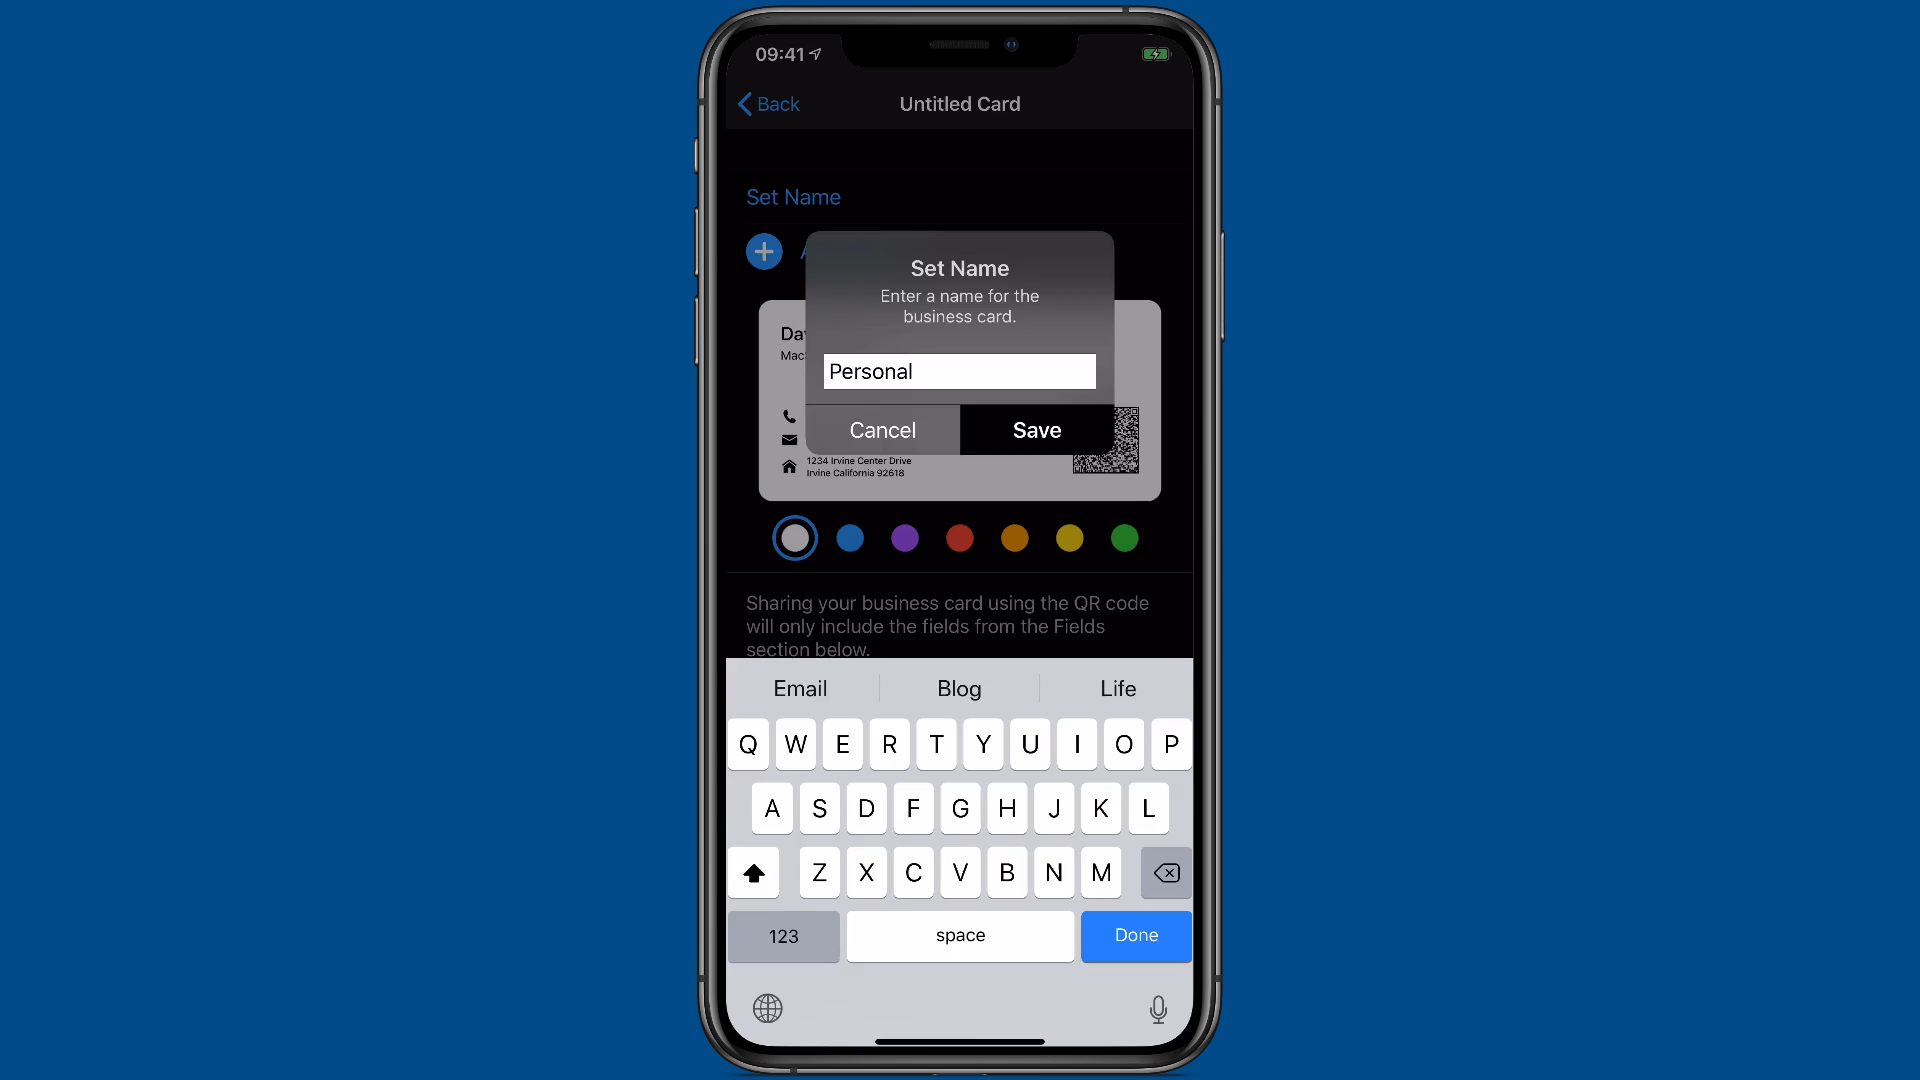 09:41
Back
Untitled Card
Set Name
Set Name
Enter a name for the
business card.
Personal
Cancel
Save
1234 Irvine Center Drive
Irvine California 92618
Sharing your business card using the QR code
will only include the fields from the Fields
section below.
Email Blog Life
Q W E R T Y U I O P
A S D F G H J K L
Z X C V B N M
123 space Done